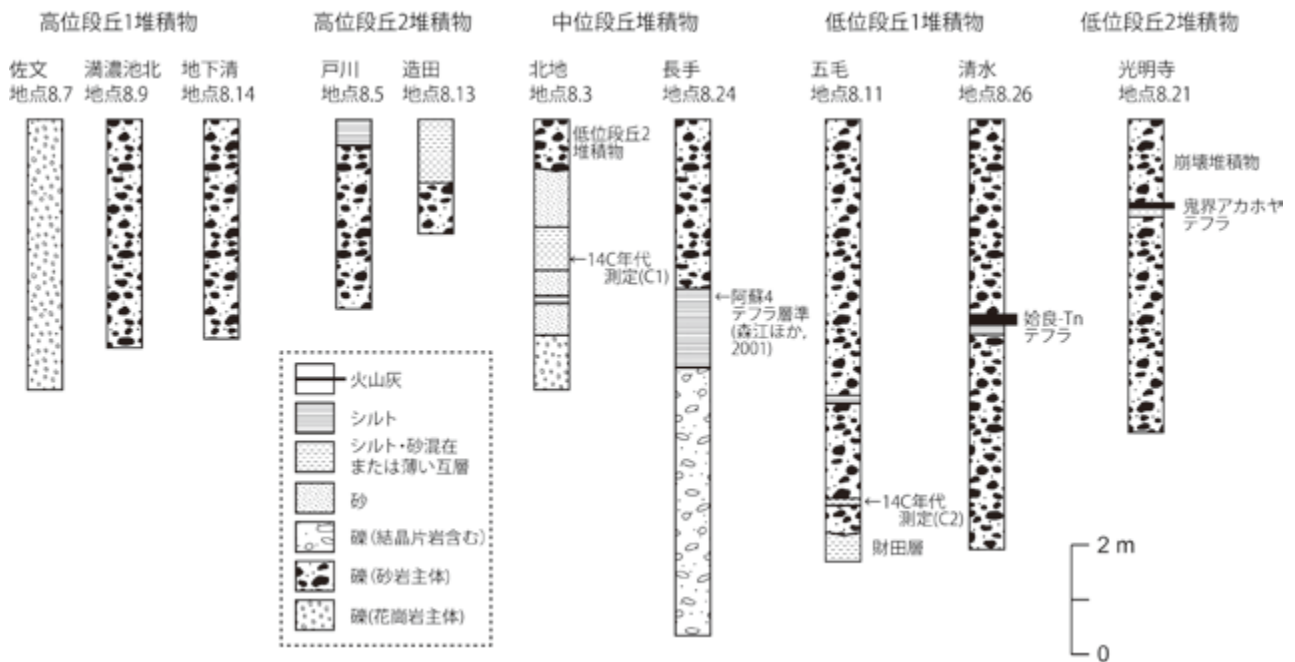 高位段丘1堆積物
高位段丘2堆積物
中位段丘堆積物
低位段丘1堆積物
低位段丘2堆積物
佐文
地点8.7
満濃池北
地点8.9
地下清
地点8.14
戸川
地点8.5
造田
地点8.13
北地
地点8.3
長手
地点8.24
五毛
地点8.11
清水
地点8.26
光明寺
地点8.21
低位段丘2
堆積物
←14C年代
測定(C1)
←阿蘇4
テフラ層準
(森江ほか,
2001)
←14C年代
測定(C2)
財田層
姶良-Tn
テフラ
崩壊堆積物
鬼界アカホヤ
テフラ
火山灰
シルト
シルト・砂混在
または薄い互層
砂
礫(結晶片岩含む)
礫(砂岩主体)
礫(花崗岩主体)
2 m
0